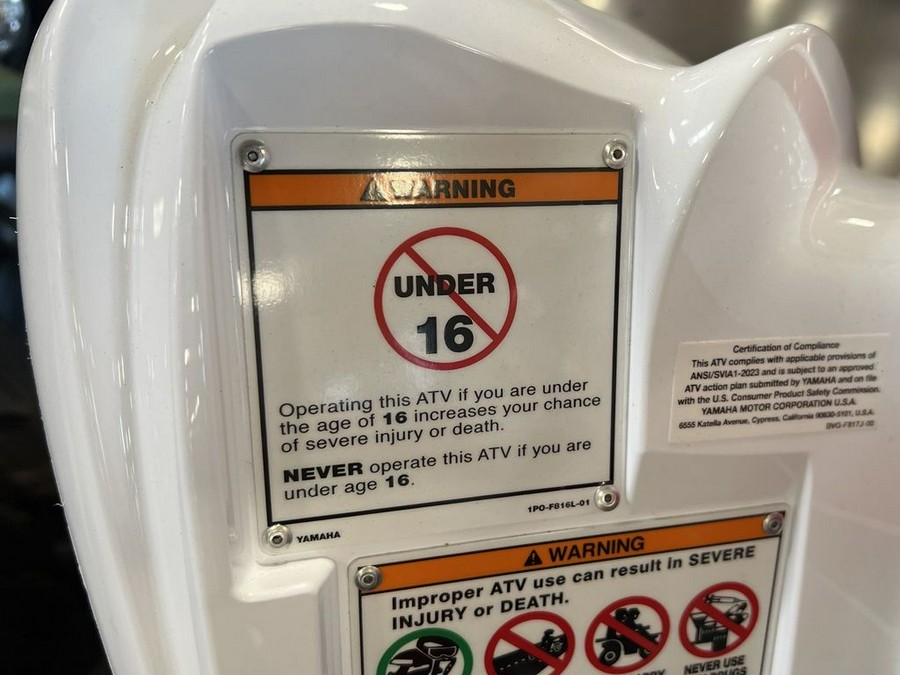 WARNING
UNDER
16
Operating this ATV if you are under
the age of 16 increases your chance
of severe injury or death.
NEVER operate this ATV if you are
under age 16.
1PO-F816L-01
YAMAHA
Certification of Compliance
This ATV complies with applicable provisions of
ANSI/SVIA1-2023 and is subject to an approved
ATV action plan submitted by YAMAHA and on file
with the U.S. Consumer Product Safety Commission.
YAMAHA MOTOR CORPORATION U.S.A.
6555 Katella Avenue, Cypress, California 90630-5101, U.S.A.
WARNING
Improper ATV use can result in SEVERE
INJURY or DEATH.
NEVER USE